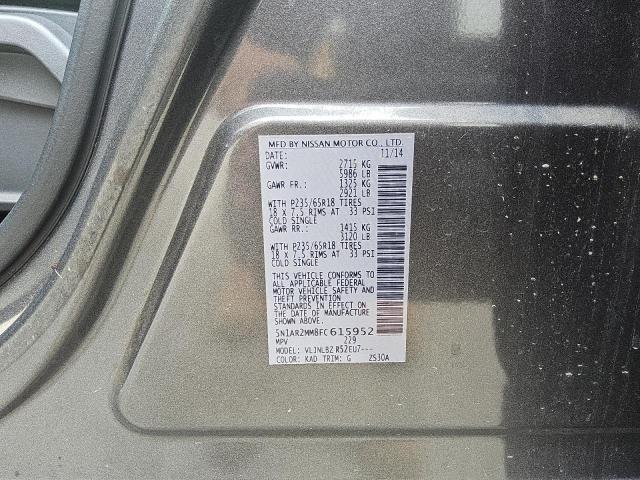 MFD BY NISSAN MOTOR CO., LTD.
DATE: 11/14
GVWR: 2715 KG
5986 LB
GAWR FR.: 1325 KG
2921 LB
WITH P235/65R18 TIRES
18 X 7.5 RIMS AT 33 PSI
COLD SINGLE
GAWR RR.: 1415 KG
3120 LB
WITH P235/65R18 TIRES
18 X 7.5 RIMS AT 33 PSI
COLD SINGLE
THIS VEHICLE CONFORMS TO
ALL APPLICABLE FEDERAL
MOTOR VEHICLE SAFETY AND
THEFT PREVENTION
STANDARDS IN EFFECT ON
THE DATE OF MANUFACTURE
SHOWN ABOVE.
5N1AR2MM8FC615952
MPV 229
MODEL: VLJNLBZ R52EU7---
COLOR: KAD TRIM: G 2S30A